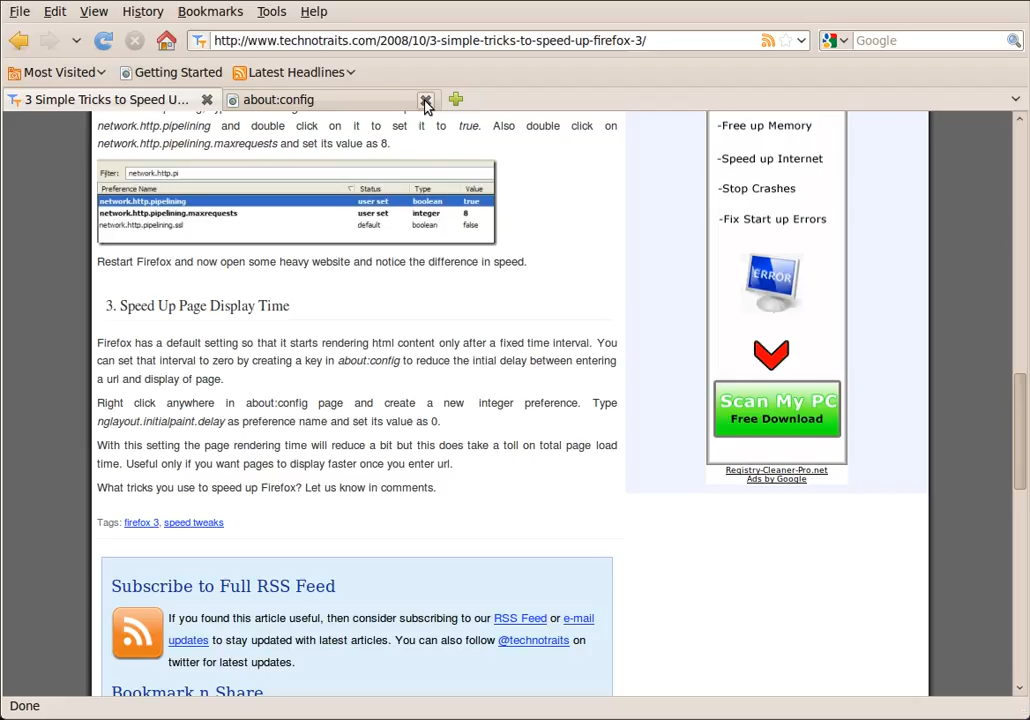 File Edit View History Bookmarks Tools Help
http://www.technotraits.com/2008/10/3-simple-tricks-to-speed-up-firefox-3/ Google
Most Visited Getting Started Latest Headlines
3 Simple Tricks to Speed U... about:config
network.http.pipelining and double click on it to set it to true. Also double click on
network.http.pipelining.maxrequests and set its value as 8.
Filter: network.http.pi
Preference Name Status Type Value
network.http.pipelining user set boolean true
network.http.pipelining.maxrequests user set integer 8
network.http.pipelining.ssl default boolean false
Restart Firefox and now open some heavy website and notice the difference in speed.
3. Speed Up Page Display Time
Firefox has a default setting so that it starts rendering html content only after a fixed time interval. You
can set that interval to zero by creating a key in about:config to reduce the intial delay between entering
a url and display of page.
Right click anywhere in about:config page and create a new integer preference. Type
nglayout.initialpaint.delay as preference name and set its value as 0.
With this setting the page rendering time will reduce a bit but this does take a toll on total page load
time. Useful only if you want pages to display faster once you enter url.
What tricks you use to speed up Firefox? Let us know in comments.
Tags: firefox 3, speed tweaks
Subscribe to Full RSS Feed
If you found this article useful, then consider subscribing to our RSS Feed or e-mail
updates to stay updated with latest articles. You can also follow @technotraits on
twitter for latest updates.
Bookmark n Share
-Free up Memory
-Speed up Internet
-Stop Crashes
-Fix Start up Errors
ERROR
Scan My PC
Free Download
Registry-Cleaner-Pro.net
Ads by Google
Done